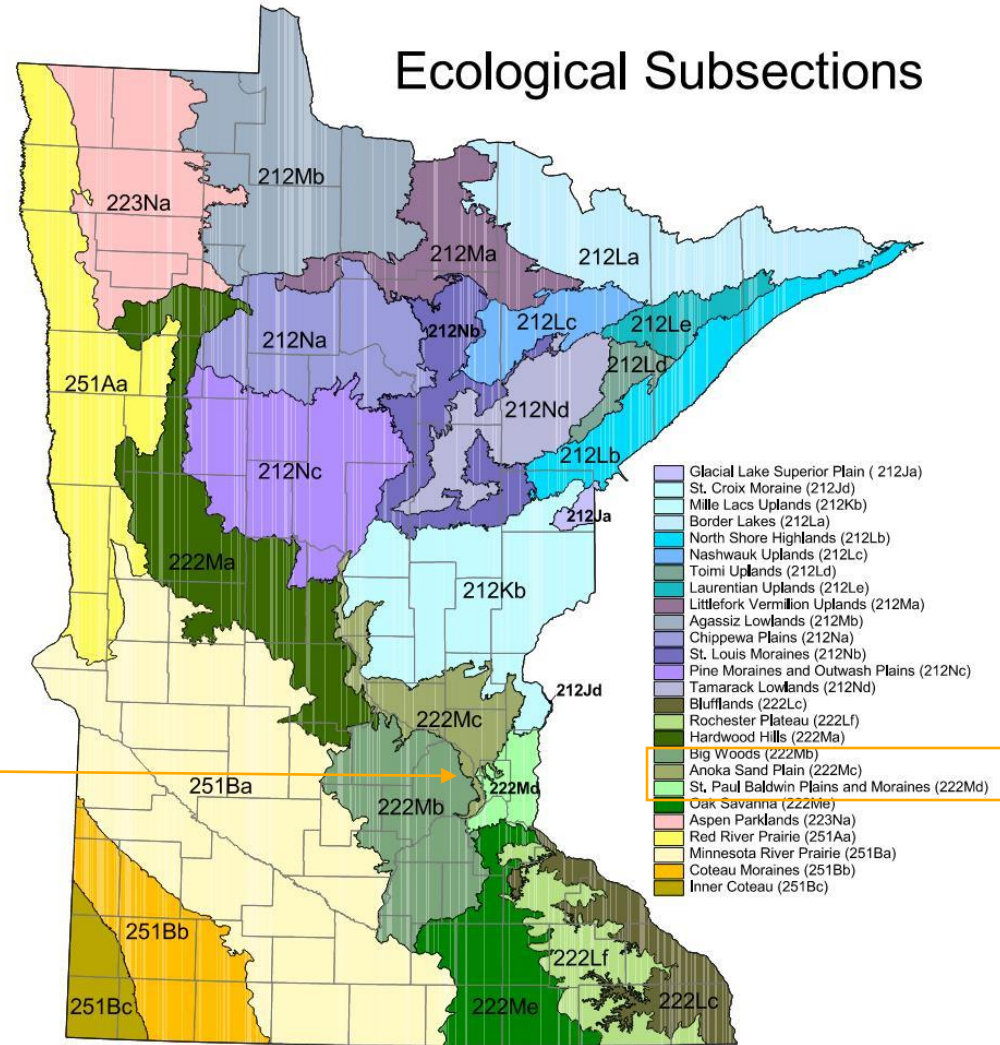 Ecological Subsections
212Mb
223Na
212Ma
212La
212Na
212Nb
212Lc
212Le
212Ld
251Aa
212Nd
212Nc
212Lb
212Ja
222Ma
212Kb
212Jd
222Mc
251Ba
222Mb
222Md
251Bb
222Lf
251Bc
222Me
222Lc
Glacial Lake Superior Plain ( 212Ja)
St. Croix Moraine (212Jd)
Mille Lacs Uplands (212Kb)
Border Lakes (212La)
North Shore Highlands (212Lb)
Nashwauk Uplands (212Lc)
Toimi Uplands (212Ld)
Laurentian Uplands (212Le)
Littlefork Vermillion Uplands (212Ma)
Agassiz Lowlands (212Mb)
Chippewa Plains (212Na)
St. Louis Moraines (212Nb)
Pine Moraines and Outwash Plains (212Nc)
Tamarack Lowlands (212Nd)
Blufflands (222Lc)
Rochester Plateau (222Lf)
Hardwood Hills (222Ma)
Big Woods (222Mb)
Anoka Sand Plain (222Mc)
St. Paul Baldwin Plains and Moraines (222Md)
Oak Savanna (222Me)
Aspen Parklands (223Na)
Red River Prairie (251Aa)
Minnesota River Prairie (251Ba)
Coteau Moraines (251Bb)
Inner Coteau (251Bc)